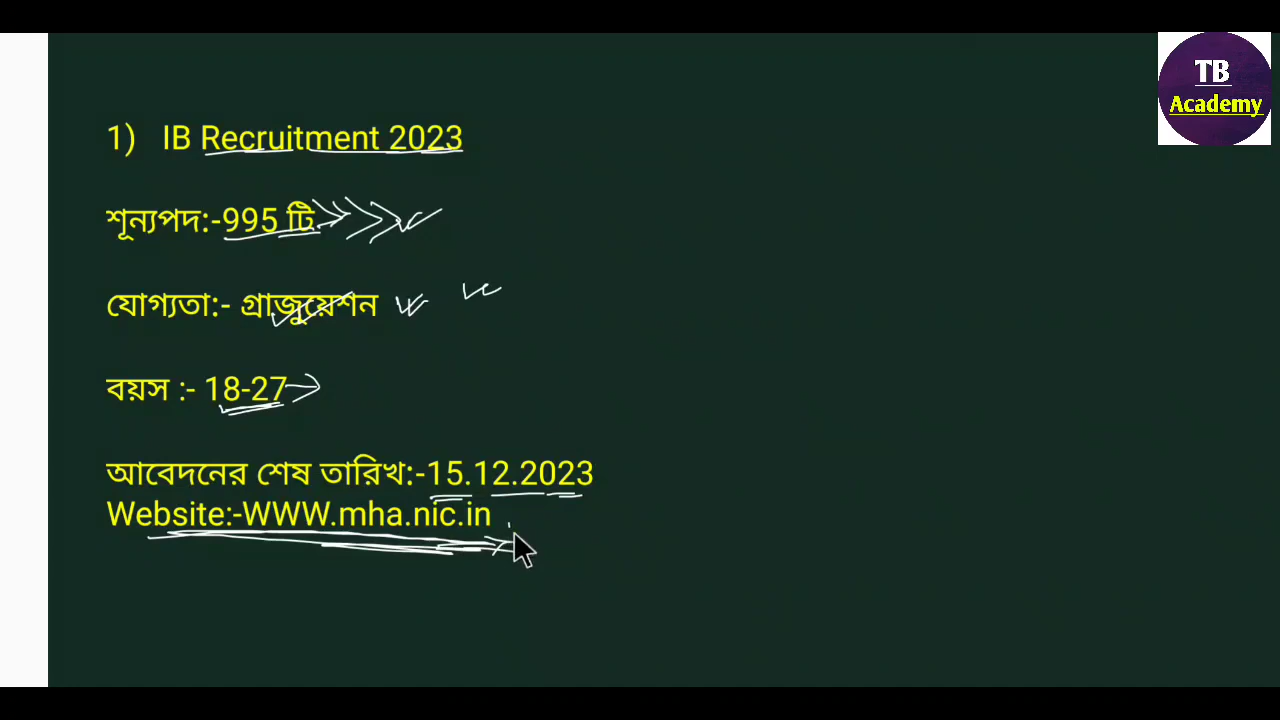 TB
Academy
1) IB Recruitment 2023
শূন্যপদ:-995 টি
যোগ্যতা:- গ্রাজুয়েশন
বয়স :- 18-27
আবেদনের শেষ তারিখ:-15.12.2023
Website:-WWW.mha.nic.in